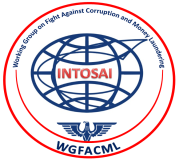 Working Group on Fight Against Corruption and Money Laundering
INTOSAI
WGFACML